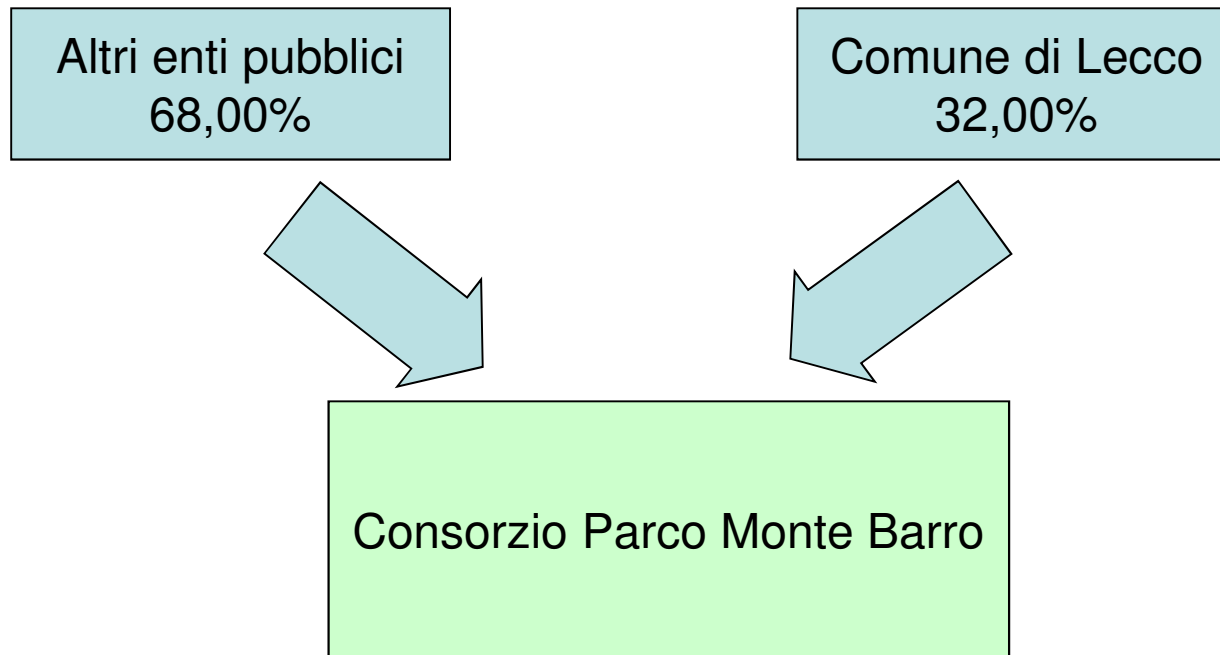 Altri enti pubblici
68,00%
Comune di Lecco
32,00%
Consorzio Parco Monte Barro